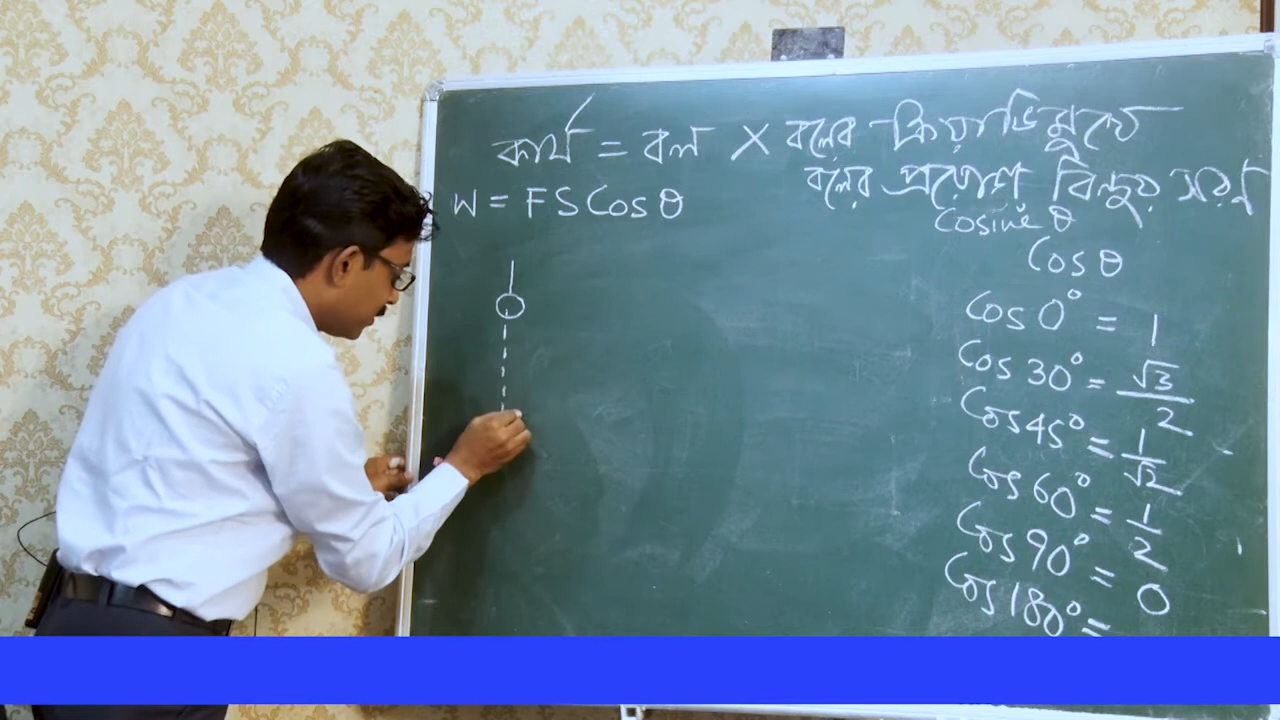 কার্য = বল × বলের ক্রিয়াভিমুখে
বলের প্রয়োগ বিন্দুর সরণ
W = FS Cos θ
Cosine θ
Cos θ
Cos 0° = 1
Cos 30° = √3/2
Cos 45° = 1/√2
Cos 60° = 1/2
Cos 90° = 0
Cos 180° =